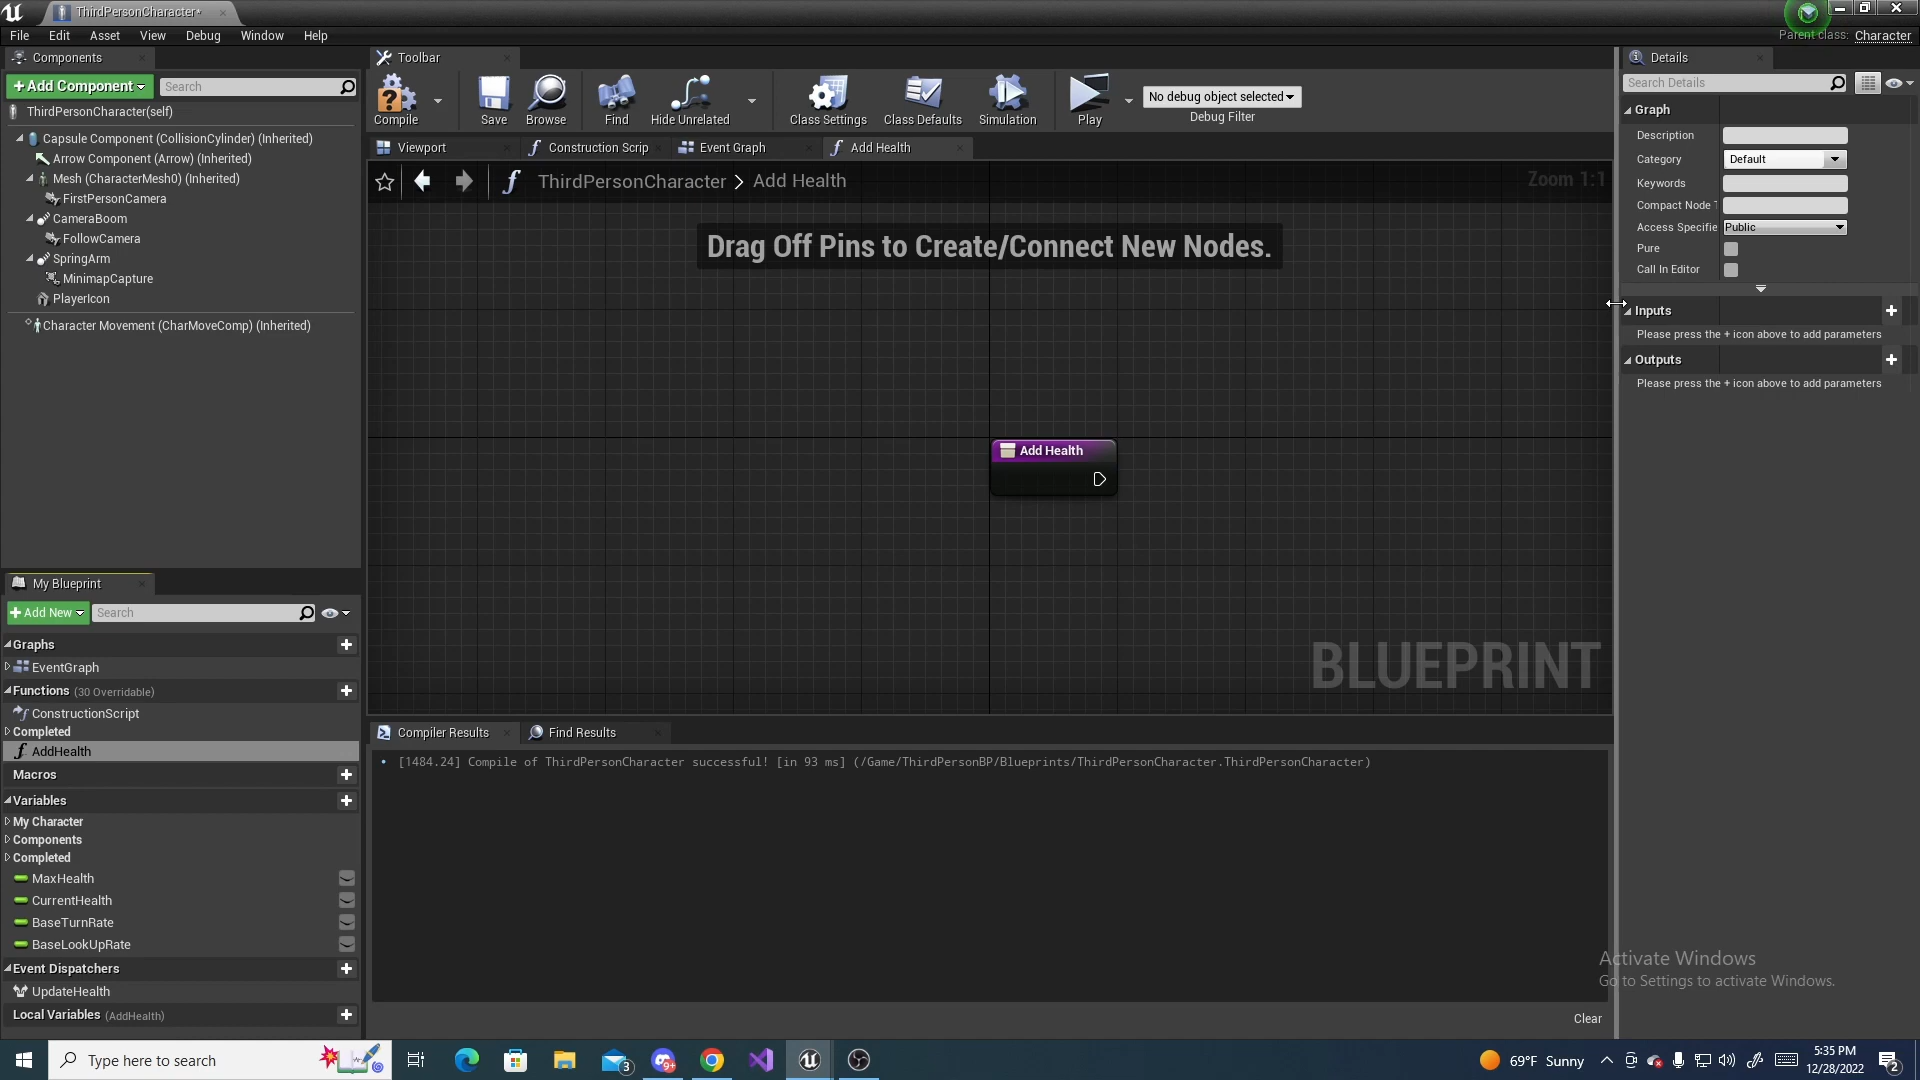 ThirdPersonCharacter*
File Edit Asset View Debug Window Help
Parent class: Character
Components
+Add Component
Search
ThirdPersonCharacter(self)
Capsule Component (CollisionCylinder) (Inherited)
Arrow Component (Arrow) (Inherited)
Mesh (CharacterMesh0) (Inherited)
FirstPersonCamera
CameraBoom
FollowCamera
SpringArm
MinimapCapture
PlayerIcon
Character Movement (CharMoveComp) (Inherited)
My Blueprint
+Add New
Search
Graphs
EventGraph
Functions (30 Overridable)
ConstructionScript
Completed
AddHealth
Macros
Variables
My Character
Components
Completed
MaxHealth
CurrentHealth
BaseTurnRate
BaseLookUpRate
Event Dispatchers
UpdateHealth
Local Variables (AddHealth)
Toolbar
Compile
Save
Browse
Find
Hide Unrelated
Class Settings
Class Defaults
Simulation
Play
No debug object selected
Debug Filter
Viewport
Construction Scrip
Event Graph
Add Health
ThirdPersonCharacter > Add Health
Zoom 1:1
Drag Off Pins to Create/Connect New Nodes.
Add Health
BLUEPRINT
Compiler Results
Find Results
[1484.24] Compile of ThirdPersonCharacter successful! [in 93 ms] (/Game/ThirdPersonBP/Blueprints/ThirdPersonCharacter.ThirdPersonCharacter)
Clear
Details
Search Details
Graph
Description
Category Default
Keywords
Compact Node T
Access Specifie Public
Pure
Call In Editor
Inputs
Please press the + icon above to add parameters
Outputs
Please press the + icon above to add parameters
Activate Windows
Go to Settings to activate Windows.
Type here to search
3
9+
69°F Sunny
5:35 PM
12/28/2022
2